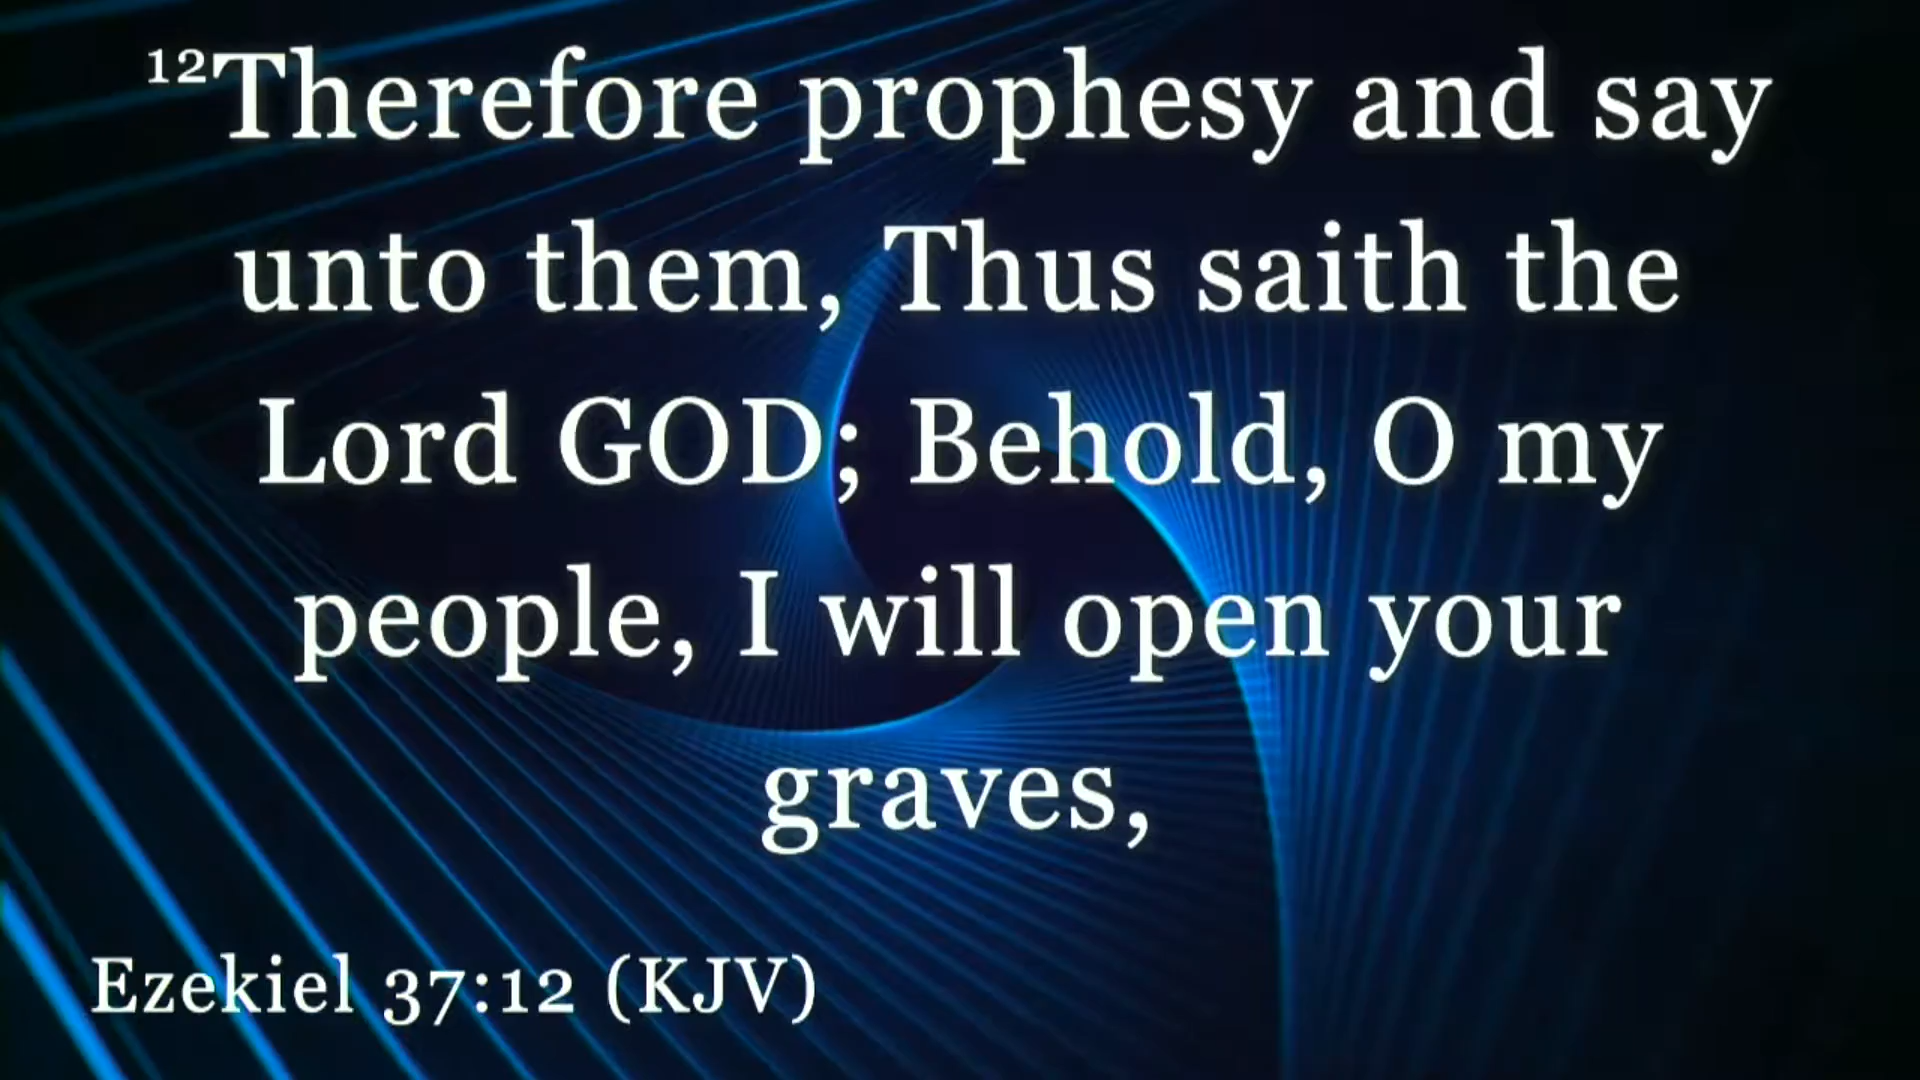 12Therefore prophesy and say
unto them, Thus saith the
Lord GOD; Behold, O my
people, I will open your
graves,
Ezekiel 37:12 (KJV)